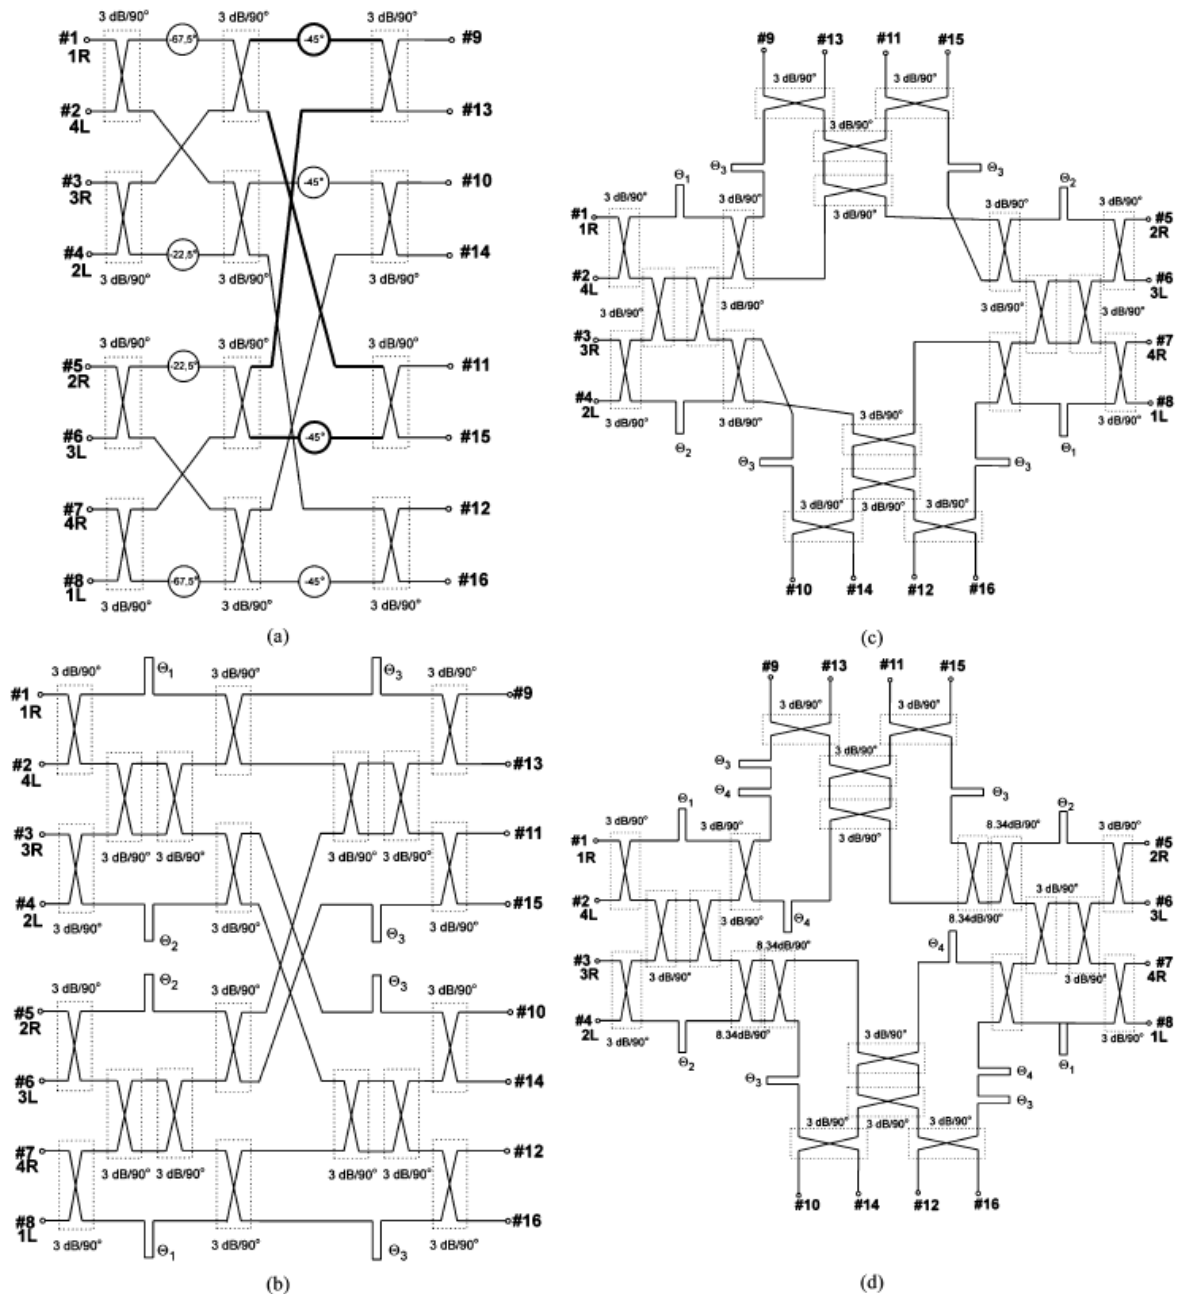 3 dB/90° 3 dB/90° 3 dB/90°
#1 -67,5° -45° #9
1R
#2 #13
4L
#3 -45° #10
3R
#4 -22,5° #14
2L
3 dB/90° 3 dB/90° 3 dB/90°
3 dB/90° 3 dB/90° 3 dB/90°
#5 -22,5° #11
2R
#6 -45° #15
3L
#7 #12
4R
#8 -67,5° -45° #16
1L
3 dB/90° 3 dB/90° 3 dB/90°
(a)
3 dB/90° Θ1 3 dB/90° Θ3 3 dB/90°
#1 #9
1R
#2 #13
4L
#3 #11
3R
3 dB/90° 3 dB/90° 3 dB/90° 3 dB/90°
#4 #15
2L
3 dB/90° Θ2 3 dB/90° Θ3 3 dB/90°
3 dB/90° Θ2 3 dB/90° Θ3 3 dB/90°
#5 #10
2R
#6 #14
3L
#7 #12
4R
3 dB/90° 3 dB/90° 3 dB/90° 3 dB/90°
#8 #16
1L
3 dB/90° Θ1 3 dB/90° Θ3 3 dB/90°
(b)
#9 #13 #11 #15
3 dB/90° 3 dB/90°
3 dB/90°
Θ3 Θ3
Θ1 Θ2
3 dB/90° 3 dB/90° 3 dB/90° 3 dB/90° 3 dB/90°
#1 #5
1R 2R
#2 #6
4L 3L
3 dB/90° 3 dB/90° 3 dB/90° 3 dB/90°
#3 #7
3R 4R
#4 #8
2L 1L
3 dB/90° 3 dB/90° 3 dB/90° 3 dB/90°
Θ2 Θ1
Θ3 Θ3
3 dB/90° 3 dB/90° 3 dB/90°
#10 #14 #12 #16
(c)
#9 #13 #11 #15
3 dB/90° 3 dB/90°
3 dB/90°
Θ3
Θ4 Θ3
Θ1 Θ2
3 dB/90° 3 dB/90° 3 dB/90° 8.34dB/90° 3 dB/90°
#1 #5
1R 2R
3 dB/90°
#2 #6
4L 3L
3 dB/90° Θ4 8.34dB/90°
8.34dB/90° Θ4
#3 #7
3R 4R
3 dB/90° 3 dB/90°
#4 #8
2L 1L
3 dB/90° 8.34dB/90° 3 dB/90° 3 dB/90°
Θ2 Θ1
Θ3 Θ4
Θ3
3 dB/90° 3 dB/90° 3 dB/90°
#10 #14 #12 #16
(d)